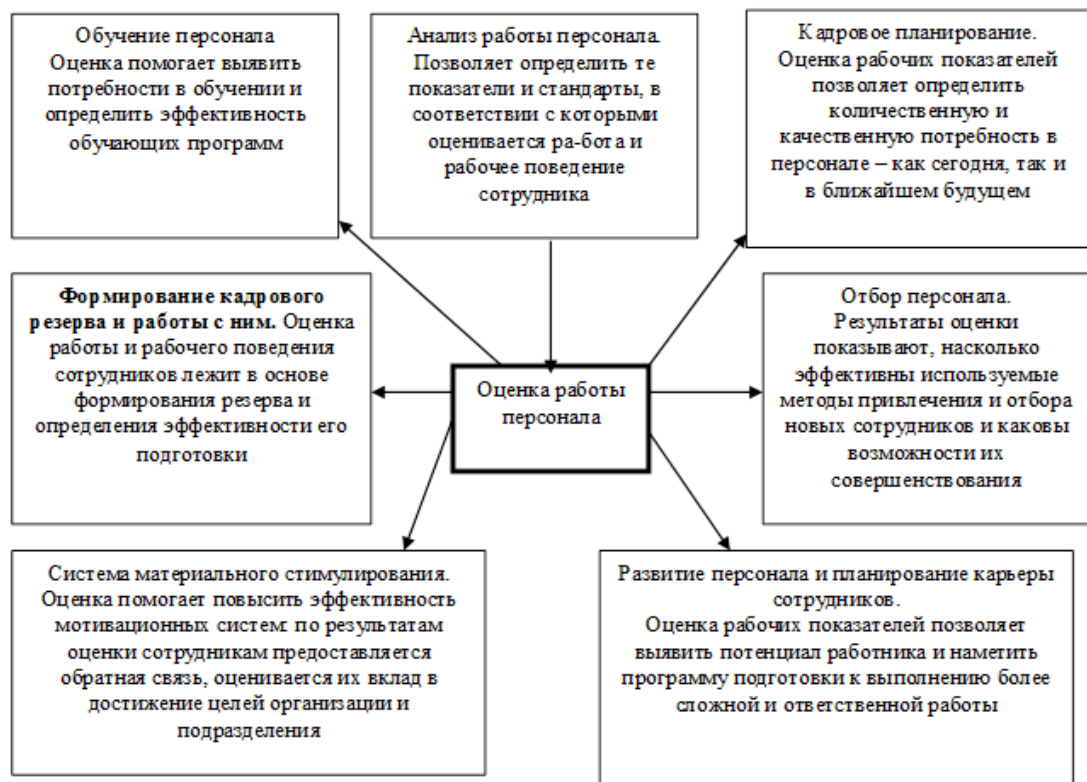 Обучение персонала
Оценка помогает выявить
потребности в обучении и
определить эффективность
обучающих программ
Анализ работы персонала.
Позволяет определить те
показатели и стандарты, в
соответствии с которыми
оценивается ра-бота и
рабочее поведение
сотрудника
Кадровое планирование.
Оценка рабочих показателей
позволяет определить
количественную и
качественную потребность в
персонале – как сегодня, так и
в ближайшем будущем
Формирование кадрового
резерва и работы с ним. Оценка
работы и рабочего поведения
сотрудников лежит в основе
формирования резерва и
определения эффективности его
подготовки
Оценка работы
персонала
Отбор персонала.
Результаты оценки
показывают, насколько
эффективны используемые
методы привлечения и отбора
новых сотрудников и каковы
возможности их
совершенствования
Система материального стимулирования.
Оценка помогает повысить эффективность
мотивационных систем: по результатам
оценки сотрудникам предоставляется
обратная связь, оценивается их вклад в
достижение целей организации и
подразделения
Развитие персонала и планирование карьеры
сотрудников.
Оценка рабочих показателей позволяет
выявить потенциал работника и наметить
программу подготовки к выполнению более
сложной и ответственной работы